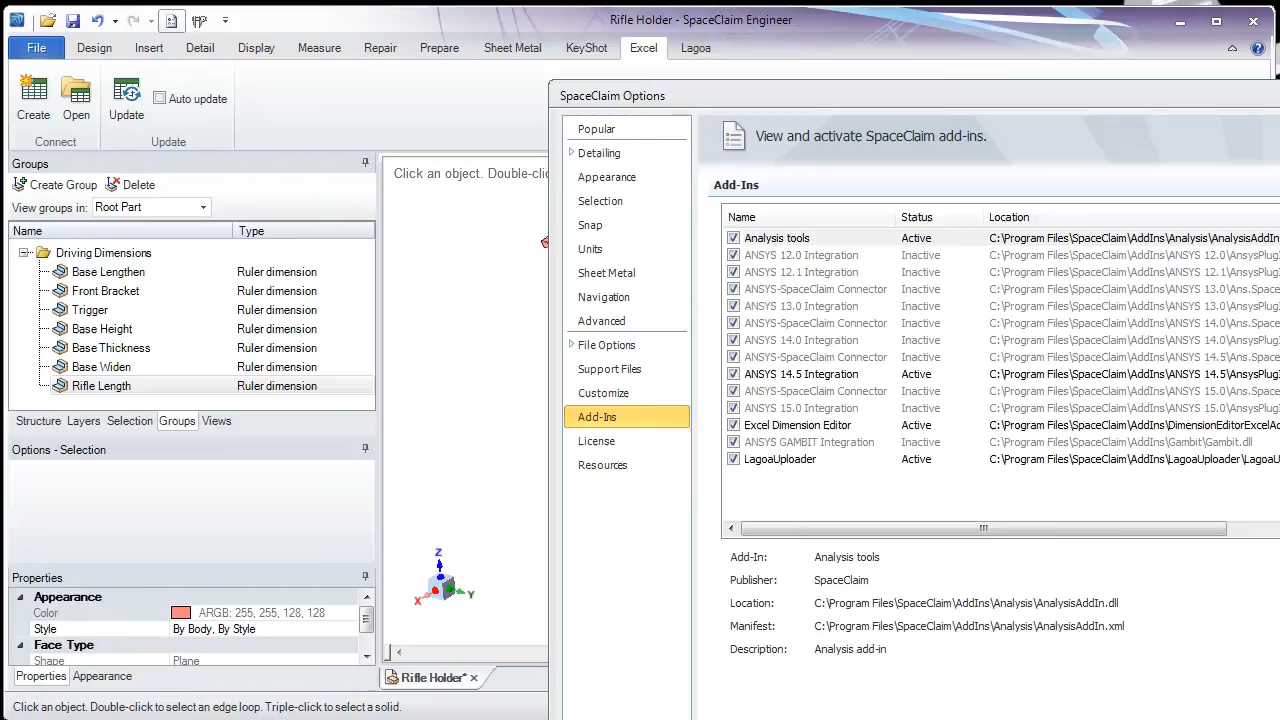 Rifle Holder - SpaceClaim Engineer
File Design Insert Detail Display Measure Repair Prepare Sheet Metal KeyShot Excel Lagoa
Create Open Update Auto update
Connect Update
Groups
Create Group Delete
View groups in: Root Part
Name Type
Driving Dimensions
Base Lengthen Ruler dimension
Front Bracket Ruler dimension
Trigger Ruler dimension
Base Height Ruler dimension
Base Thickness Ruler dimension
Base Widen Ruler dimension
Rifle Length Ruler dimension
Structure Layers Selection Groups Views
Options - Selection
Properties
Appearance
Color ARGB: 255, 255, 128, 128
Style By Body, By Style
Face Type
Shape Plane
Properties Appearance
Click an object. Double-click to select an edge loop. Triple-click to select a solid.
Click an object. Double-clic
Z
X Y
Rifle Holder*
SpaceClaim Options
Popular
Detailing
Appearance
Selection
Snap
Units
Sheet Metal
Navigation
Advanced
File Options
Support Files
Customize
Add-Ins
License
Resources
View and activate SpaceClaim add-ins.
Add-Ins
Name Status Location
Analysis tools Active C:\Program Files\SpaceClaim\AddIns\Analysis\AnalysisAddIn
ANSYS 12.0 Integration Inactive C:\Program Files\SpaceClaim\AddIns\ANSYS 12.0\AnsysPlugI
ANSYS 12.1 Integration Inactive C:\Program Files\SpaceClaim\AddIns\ANSYS 12.1\AnsysPlugI
ANSYS-SpaceClaim Connector Inactive C:\Program Files\SpaceClaim\AddIns\ANSYS 13.0\Ans.Space
ANSYS 13.0 Integration Inactive C:\Program Files\SpaceClaim\AddIns\ANSYS 13.0\AnsysPlugI
ANSYS-SpaceClaim Connector Inactive C:\Program Files\SpaceClaim\AddIns\ANSYS 14.0\Ans.Space
ANSYS 14.0 Integration Inactive C:\Program Files\SpaceClaim\AddIns\ANSYS 14.0\AnsysPlugI
ANSYS-SpaceClaim Connector Inactive C:\Program Files\SpaceClaim\AddIns\ANSYS 14.5\Ans.Space
ANSYS 14.5 Integration Active C:\Program Files\SpaceClaim\AddIns\ANSYS 14.5\AnsysPlugI
ANSYS-SpaceClaim Connector Inactive C:\Program Files\SpaceClaim\AddIns\ANSYS 15.0\Ans.Space
ANSYS 15.0 Integration Inactive C:\Program Files\SpaceClaim\AddIns\ANSYS 15.0\AnsysPlugI
Excel Dimension Editor Active C:\Program Files\SpaceClaim\AddIns\DimensionEditorExcelAd
ANSYS GAMBIT Integration Inactive C:\Program Files\SpaceClaim\AddIns\Gambit\Gambit.dll
LagoaUploader Active C:\Program Files\SpaceClaim\AddIns\LagoaUploader\LagoaU
Add-In: Analysis tools
Publisher: SpaceClaim
Location: C:\Program Files\SpaceClaim\AddIns\Analysis\AnalysisAddIn.dll
Manifest: C:\Program Files\SpaceClaim\AddIns\Analysis\AnalysisAddIn.xml
Description: Analysis add-in